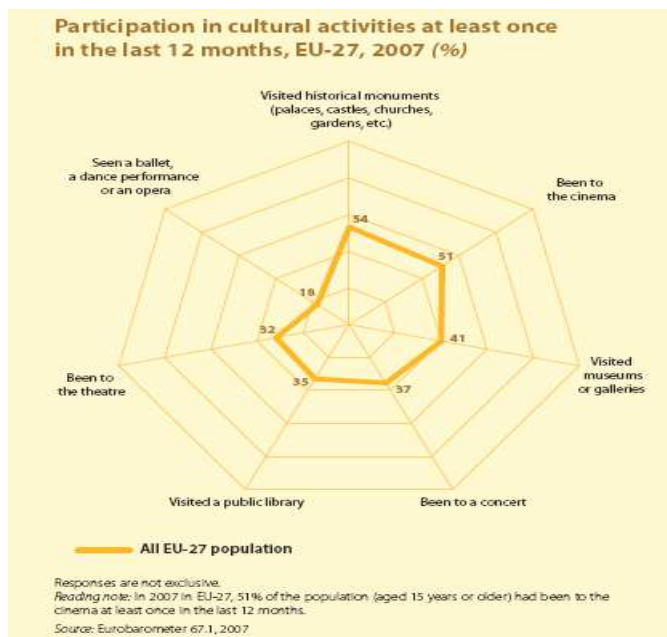 Participation in cultural activities at least once
in the last 12 months, EU-27, 2007 (%)
Visited historical monuments
(palaces, castles, churches,
gardens, etc.)
Seen a ballet,
a dance performance
or an opera
Been to
the cinema
54
51
18
32
41
Been to
the theatre
35
37
Visited
museums
or galleries
Visited a public library
Been to a concert
All EU-27 population
Responses are not exclusive.
Reading note: In 2007 in EU-27, 51% of the population (aged 15 years or older) had been to the
cinema at least once in the last 12 months.
Source: Eurobarometer 67.1, 2007